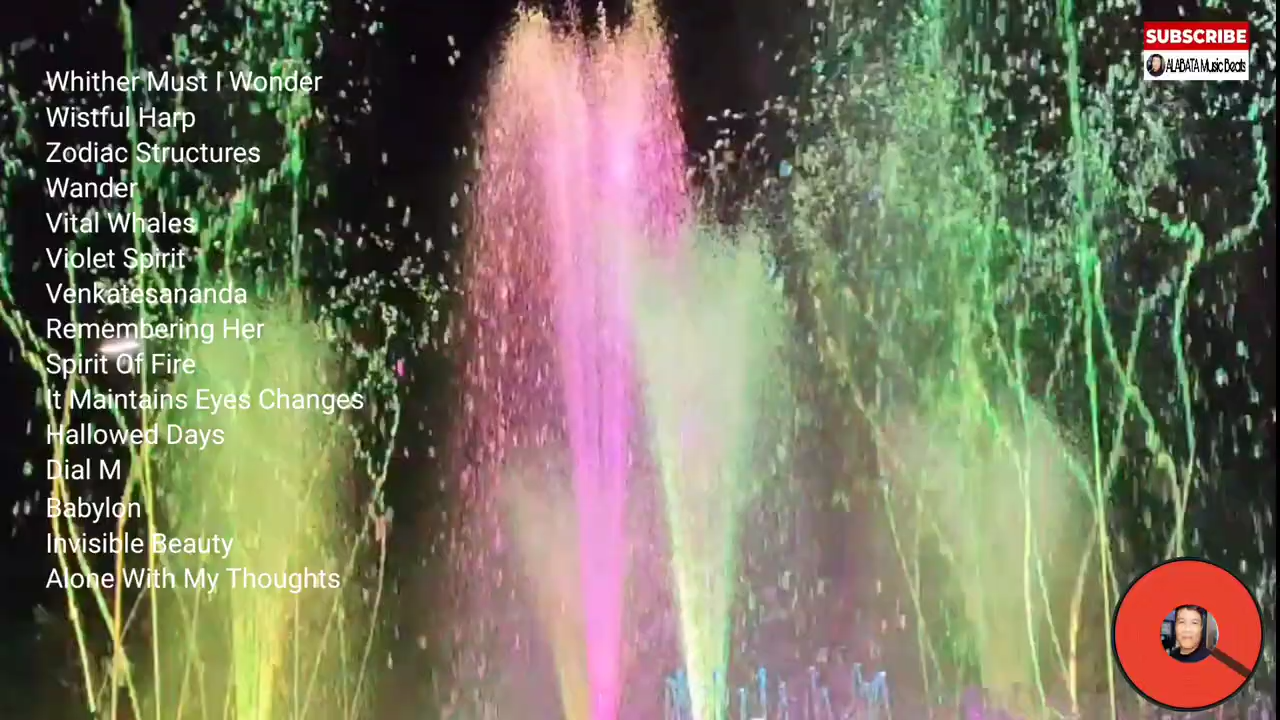 SUBSCRIBE
ALABATA Music Beats
Whither Must I Wonder
Wistful Harp
Zodiac Structures
Wander
Vital Whales
Violet Spirit
Venkatesananda
Remembering Her
Spirit Of Fire
It Maintains Eyes Changes
Hallowed Days
Dial M
Babylon
Invisible Beauty
Alone With My Thoughts